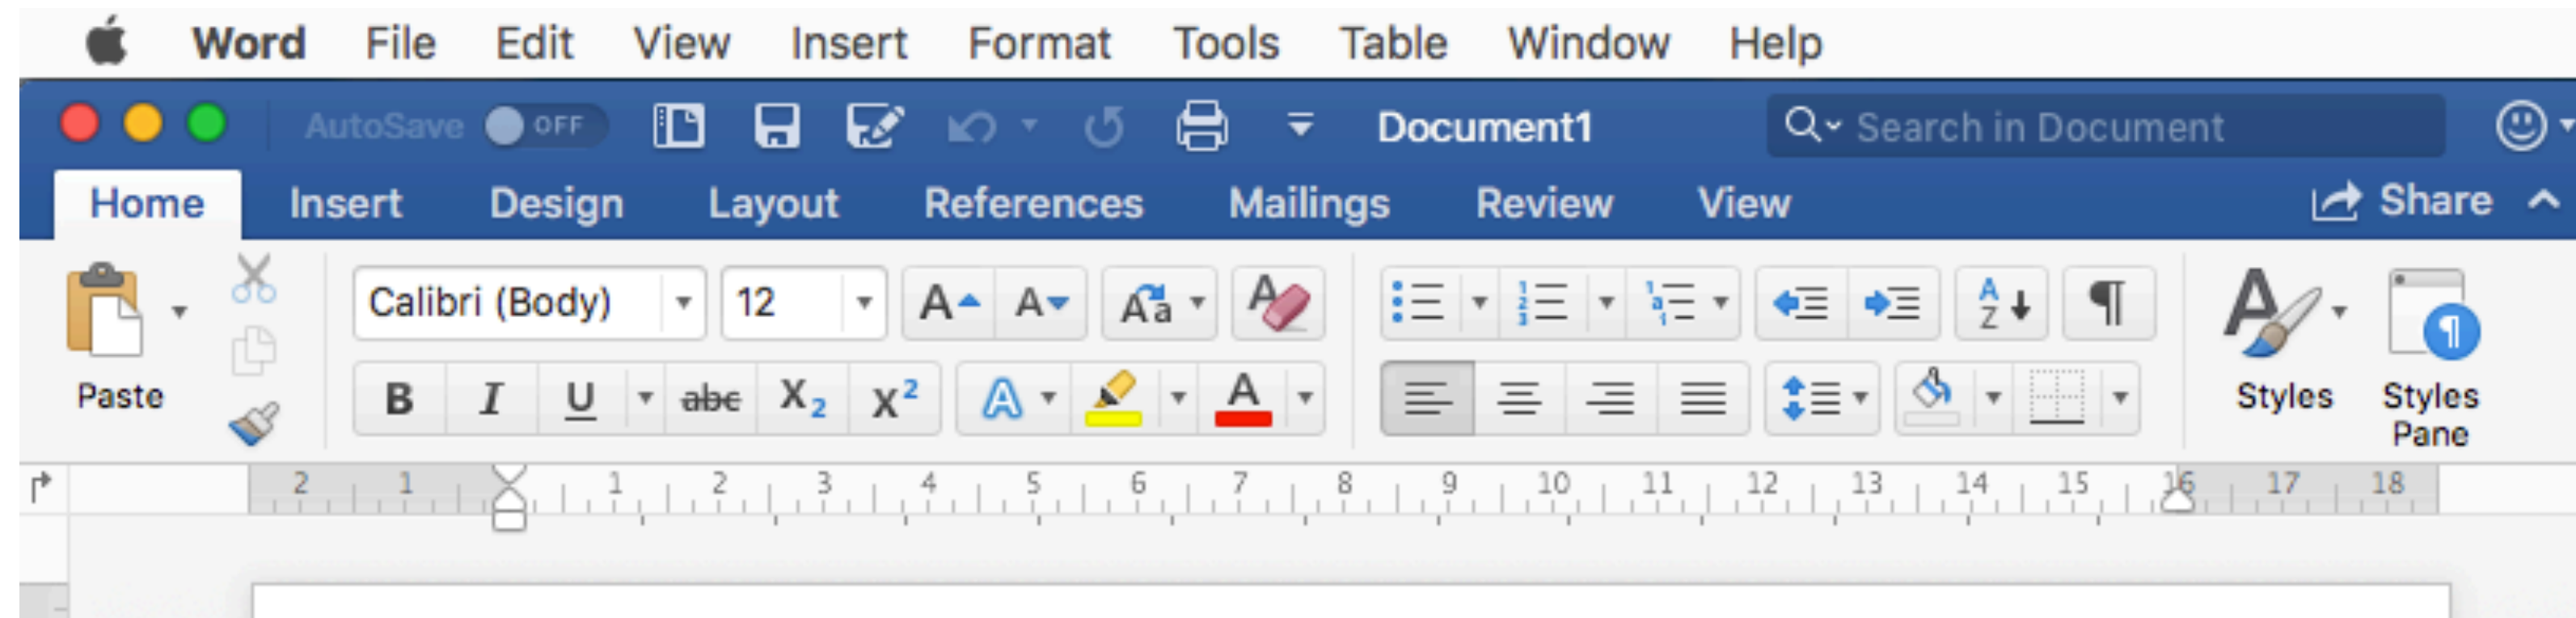 Word File Edit View Insert Format Tools Table Window Help
AutoSave OFF Document1 Search in Document
Home Insert Design Layout References Mailings Review View Share
Calibri (Body) 12 A A Aa A A Z ¶ A ¶
Paste B I U abc X2 X² A A Styles Styles Pane
2 1 1 2 3 4 5 6 7 8 9 10 11 12 13 14 15 16 17 18